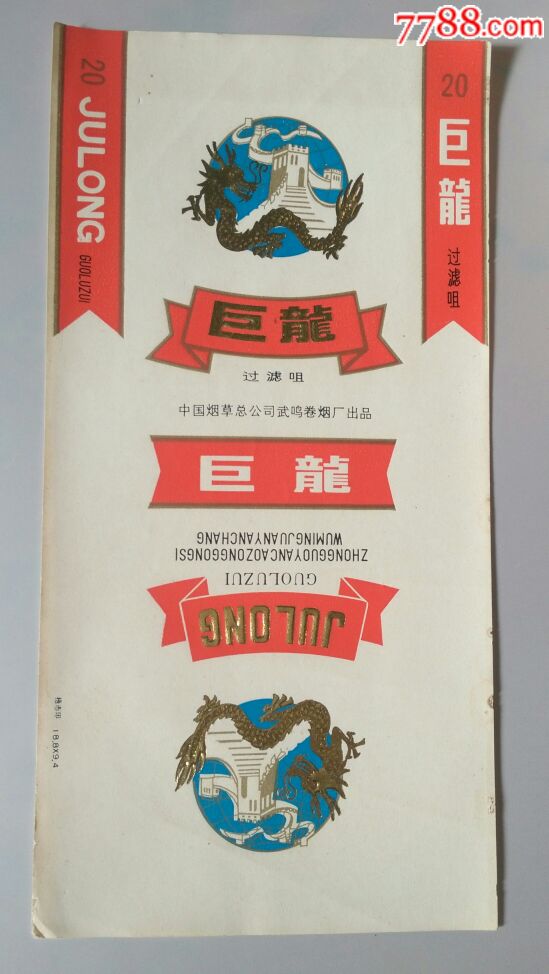 7788.com
20 JULONG GUOLUZUI
20 巨龍 过滤咀
巨龍
过滤咀
中国烟草总公司武鸣卷烟厂出品
巨龍
ZHONGGUOYANCAOZONGGONGSI
WUMINGJUANYANCHANG
GUOLUZUI
JULONG
18.8X9.4